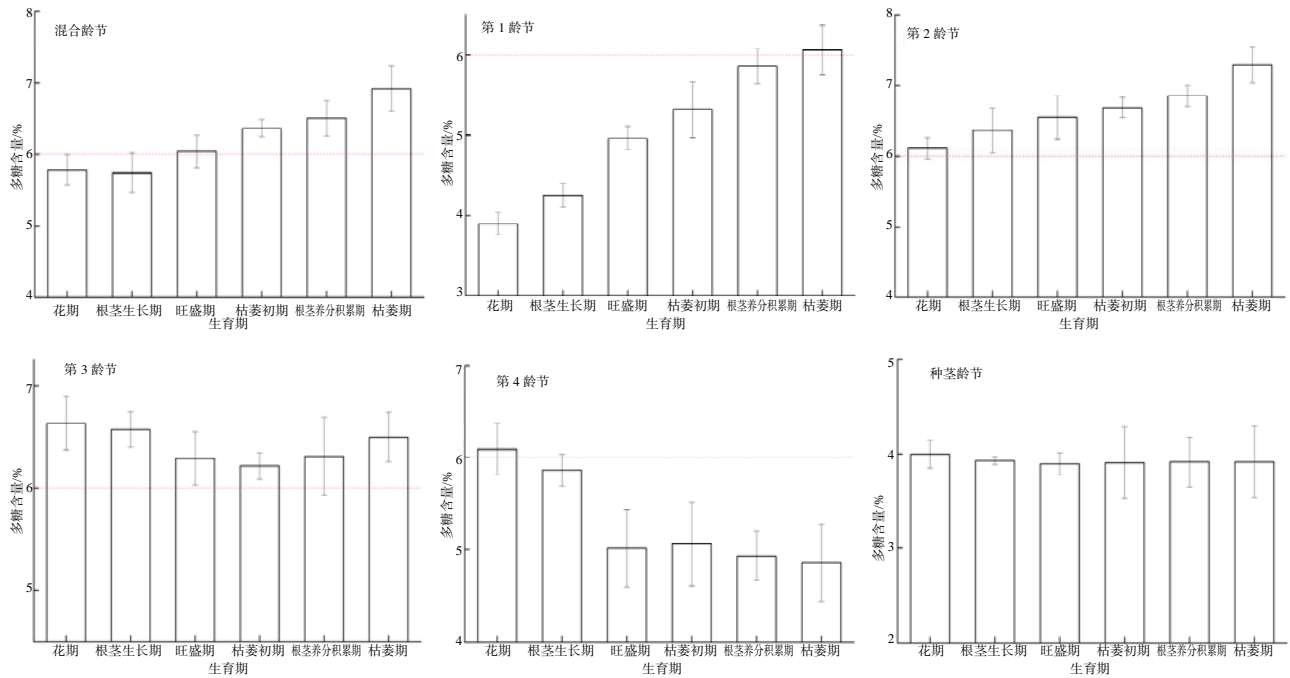 混合龄节
8
7
6
5
4
多糖含量/%
花期 根茎生长期 旺盛期 枯萎初期 根茎养分积累期 枯萎期
生育期
第 1 龄节
6
5
4
3
多糖含量/%
花期 根茎生长期 旺盛期 枯萎初期 根茎养分积累期 枯萎期
生育期
第 2 龄节
8
7
6
5
4
多糖含量/%
花期 根茎生长期 旺盛期 枯萎初期 根茎养分积累期 枯萎期
生育期
第 3 龄节
7
6
5
多糖含量/%
花期 根茎生长期 旺盛期 枯萎初期 根茎养分积累期 枯萎期
生育期
第 4 龄节
7
6
5
4
多糖含量/%
花期 根茎生长期 旺盛期 枯萎初期 根茎养分积累期 枯萎期
生育期
种茎龄节
5
4
3
2
多糖含量/%
花期 根茎生长期 旺盛期 枯萎初期 根茎养分积累期 枯萎期
生育期